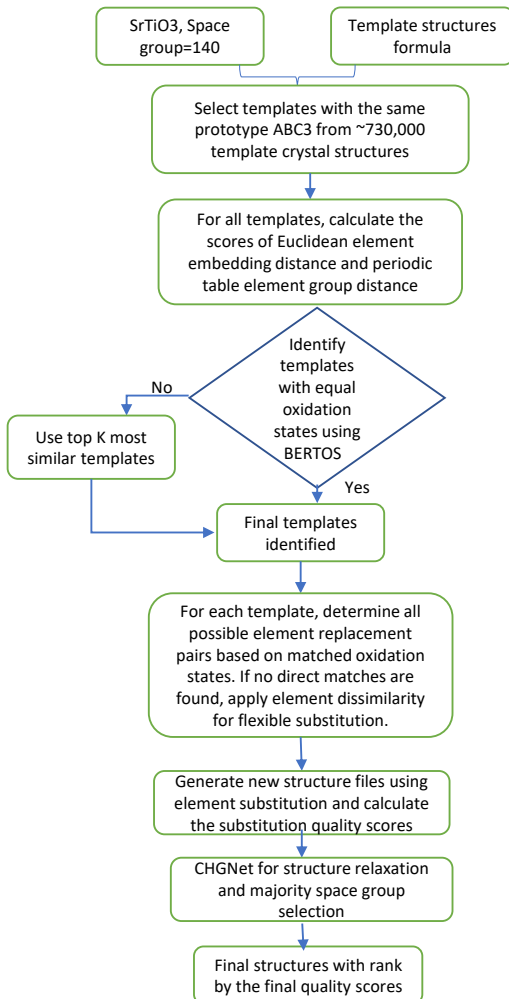 SrTiO3, Space
group=140
Template structures
formula
Select templates with the same
prototype ABC3 from ~730,000
template crystal structures
For all templates, calculate the
scores of Euclidean element
embedding distance and periodic
table element group distance
Identify
templates
with equal
oxidation
states using
BERTOS
No
Use top K most
similar templates
Yes
Final templates
identified
For each template, determine all
possible element replacement
pairs based on matched oxidation
states. If no direct matches are
found, apply element dissimilarity
for flexible substitution.
Generate new structure files using
element substitution and calculate
the substitution quality scores
CHGNet for structure relaxation
and majority space group
selection
Final structures with rank
by the final quality scores